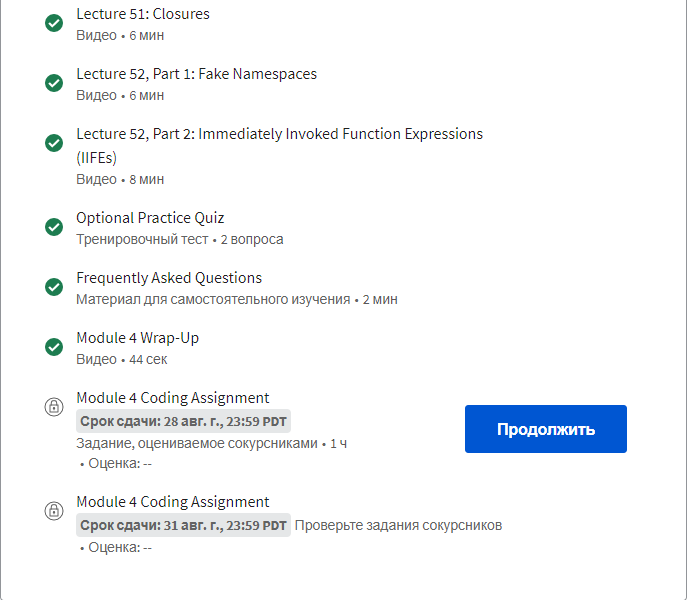 Lecture 51: Closures
Видео • 6 мин
Lecture 52, Part 1: Fake Namespaces
Видео • 6 мин
Lecture 52, Part 2: Immediately Invoked Function Expressions
(IIFEs)
Видео • 8 мин
Optional Practice Quiz
Тренировочный тест • 2 вопроса
Frequently Asked Questions
Материал для самостоятельного изучения • 2 мин
Module 4 Wrap-Up
Видео • 44 сек
Module 4 Coding Assignment
Срок сдачи: 28 авг. г., 23:59 PDT
Продолжить
Задание, оцениваемое сокурсниками • 1 ч
• Оценка: --
Module 4 Coding Assignment
Срок сдачи: 31 авг. г., 23:59 PDT Проверьте задания сокурсников
• Оценка: --